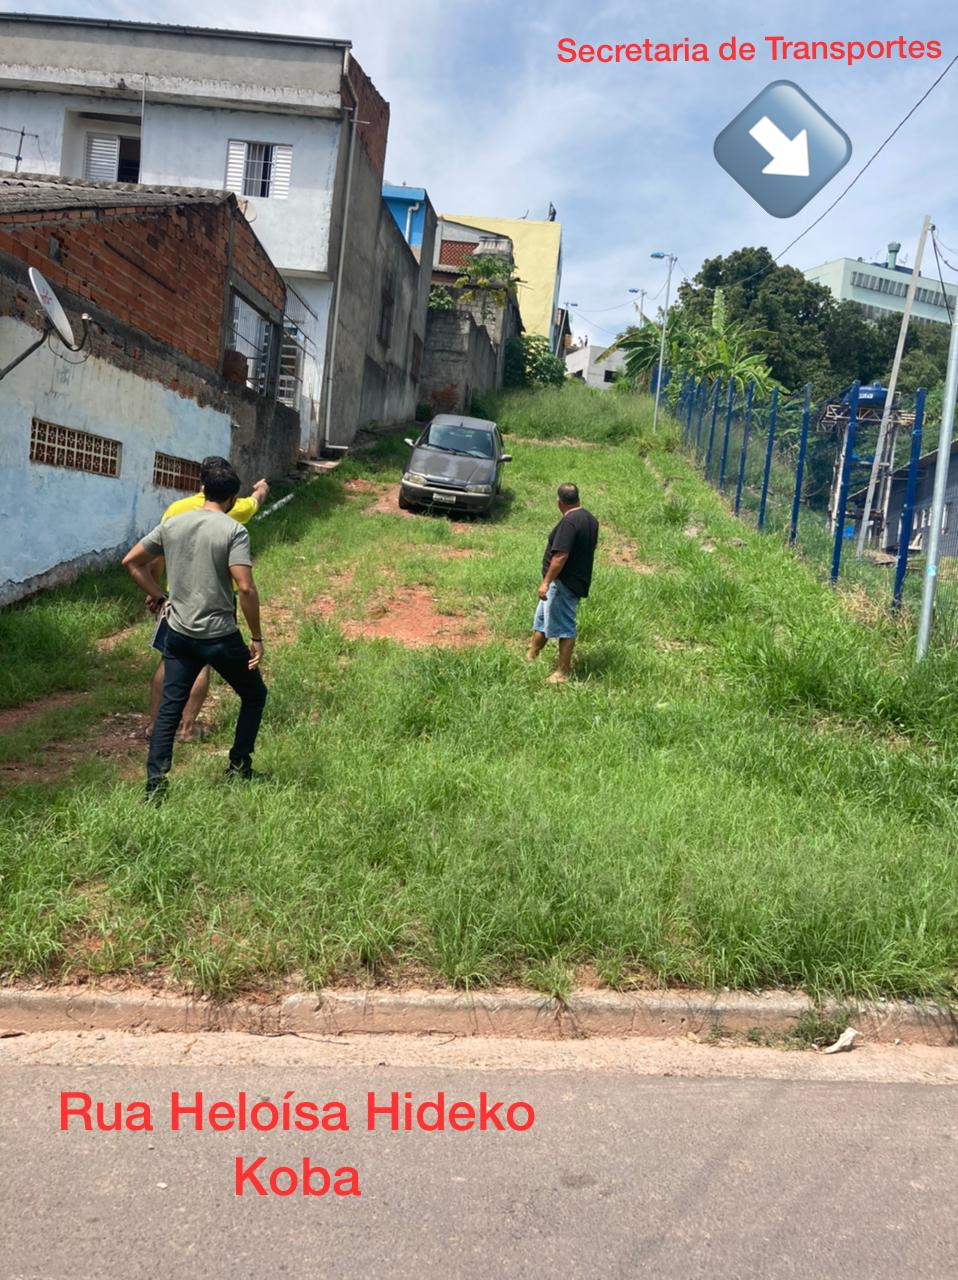 Secretaria de Transportes
Rua Heloísa Hideko
Koba